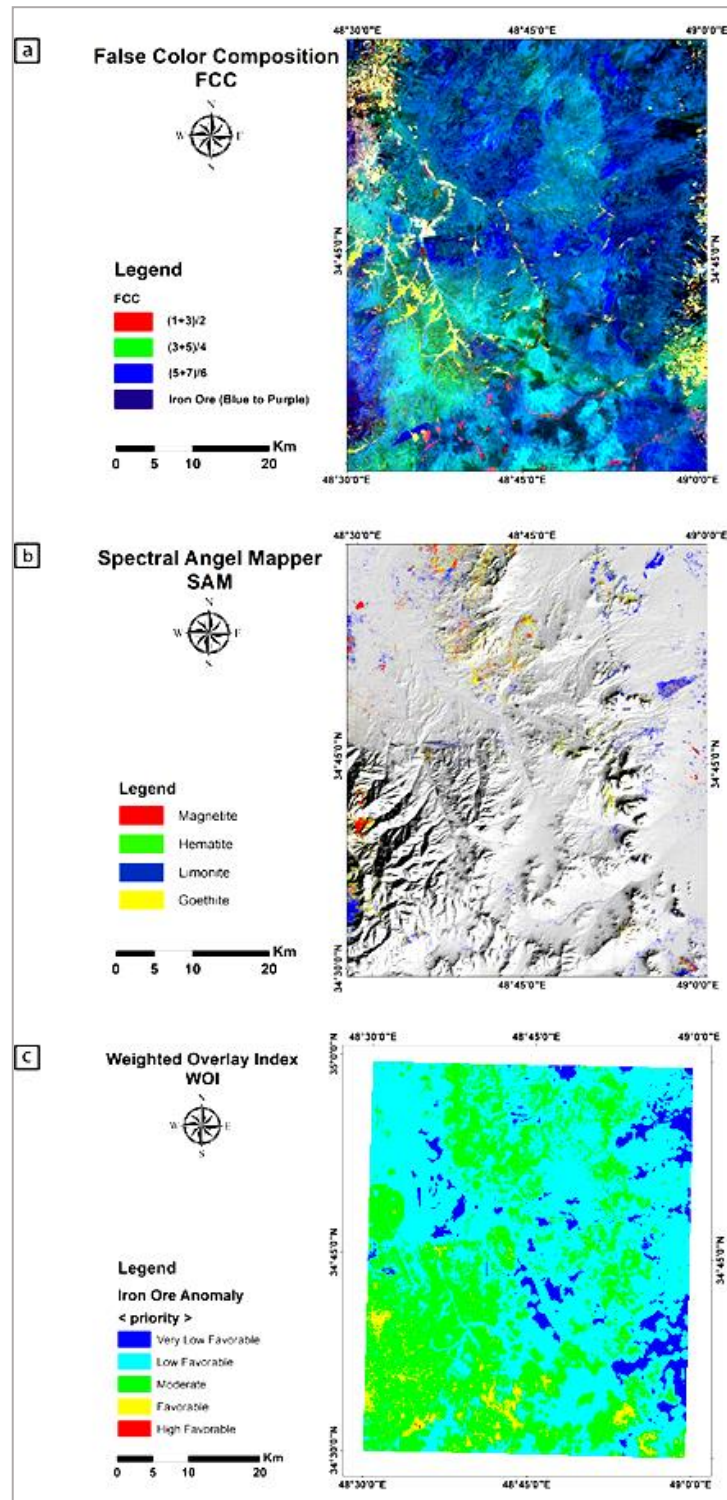 a
False Color Composition
FCC
N
W
S
Legend
FCC
(1+3)/2
(3+5)/4
(5+7)/6
Iron Ore (Blue to Purple)
0 5 10 20 Km
48°30'0"E 48°45'0"E 49°0'0"E
34°45'0"N 34°45'0"N
48°30'0"E 48°45'0"E 49°0'0"E
b
Spectral Angel Mapper
SAM
N
W
S
Legend
Magnetite
Hematite
Limonite
Goethite
0 5 10 20 Km
48°30'0"E 48°45'0"E 49°0'0"E
34°45'0"N 34°45'0"N
34°30'0"N
48°45'0"E 49°0'0"E
c
Weighted Overlay Index
WOI
N
W E
S
Legend
Iron Ore Anomaly
< priority >
Very Low Favorable
Low Favorable
Moderate
Favorable
High Favorable
0 5 10 20 Km
48°30'0"E 48°45'0"E 49°0'0"E
35°0'0"N
34°45'0"N 34°45'0"N
34°30'0"N
48°30'0"E 48°45'0"E 49°0'0"E